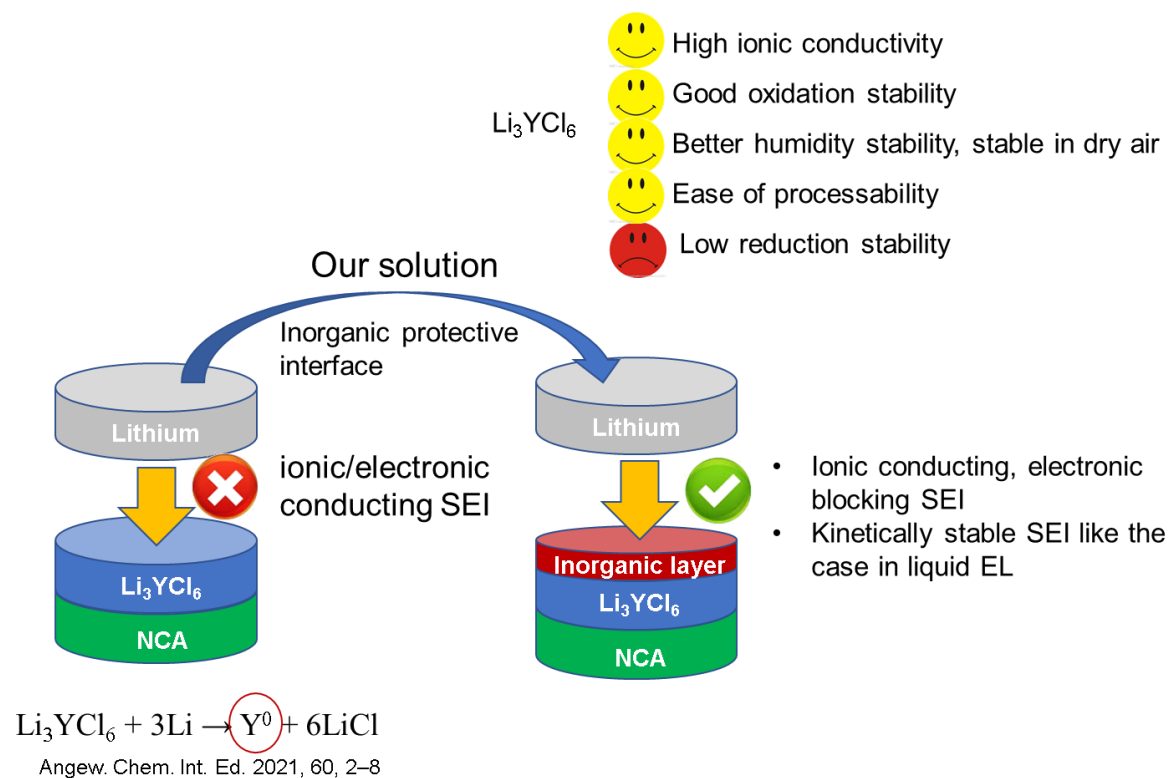 High ionic conductivity
Good oxidation stability
Li₃YCl₆
Better humidity stability, stable in dry air
Ease of processability
Low reduction stability
Our solution
Inorganic protective
interface
Lithium
ionic/electronic
conducting SEI
Li₃YCl₆
NCA
Lithium
• Ionic conducting, electronic
blocking SEI
• Kinetically stable SEI like the
case in liquid EL
Inorganic layer
Li₃YCl₆
NCA
Li₃YCl₆ + 3Li → Y⁰ + 6LiCl
Angew. Chem. Int. Ed. 2021, 60, 2–8